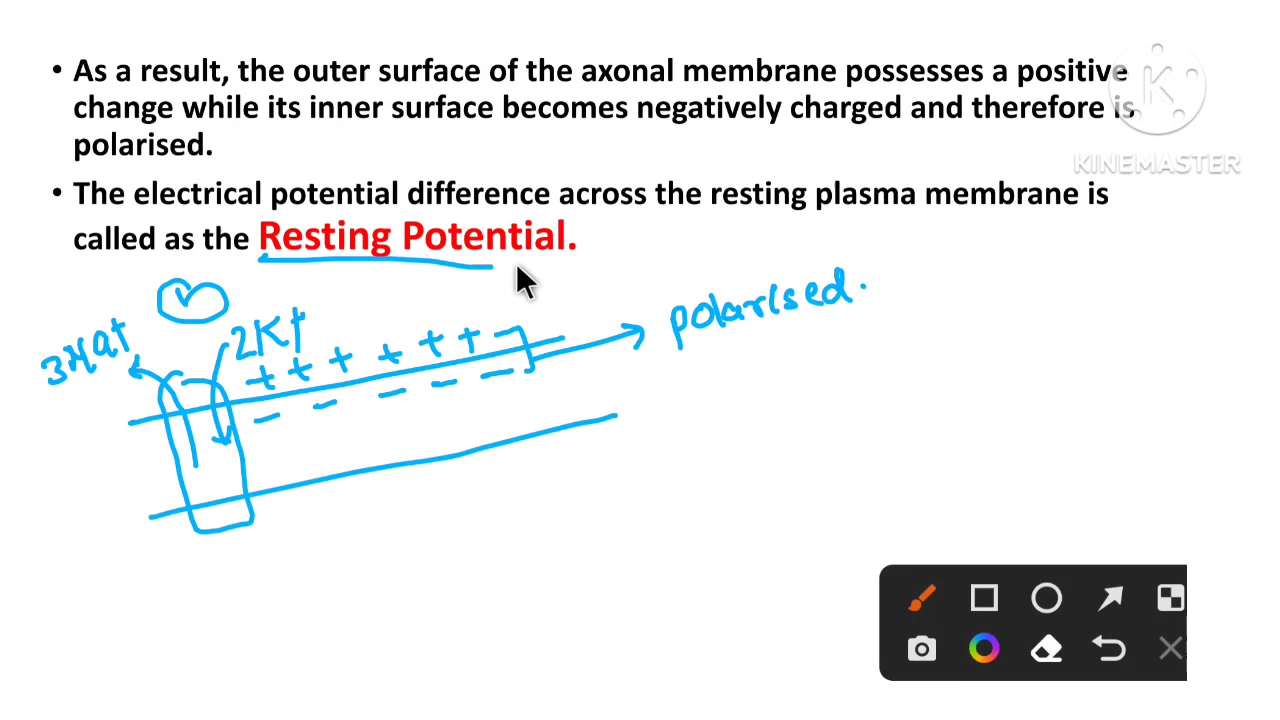 • As a result, the outer surface of the axonal membrane possesses a positive
change while its inner surface becomes negatively charged and therefore is
polarised.
• The electrical potential difference across the resting plasma membrane is
called as the Resting Potential.
KINEMASTER
polarised.
2K+
3Na+
+ + + + + + -
- - - - - -